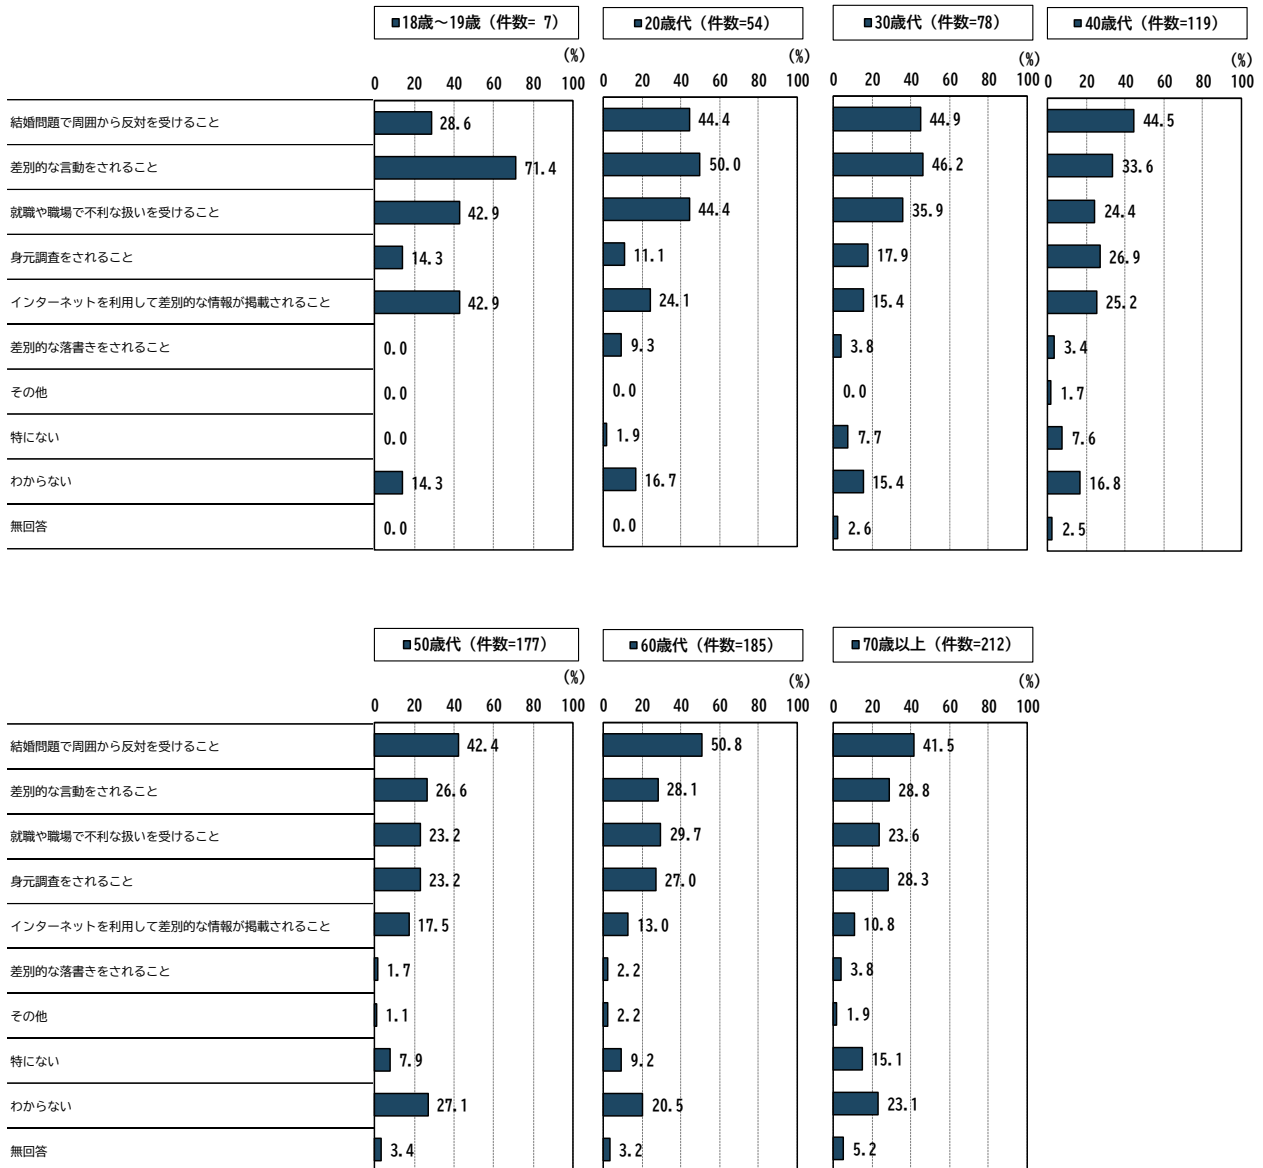 ■18歳～19歳（件数= 7）
■20歳代（件数=54）
■30歳代（件数=78）
■40歳代（件数=119）
(%) (%) (%) (%)
0 20 40 60 80 100 0 20 40 60 80 100 0 20 40 60 80 100 0 20 40 60 80 100
結婚問題で周囲から反対を受けること 28.6 44.4 44.9 44.5
差別的な言動をされること 71.4 50.0 46.2 33.6
就職や職場で不利な扱いを受けること 42.9 44.4 35.9 24.4
身元調査をされること 14.3 11.1 17.9 26.9
インターネットを利用して差別的な情報が掲載されること 42.9 24.1 15.4 25.2
差別的な落書きをされること 0.0 9.3 3.8 3.4
その他 0.0 0.0 0.0 1.7
特にない 0.0 1.9 7.7 7.6
わからない 14.3 16.7 15.4 16.8
無回答 0.0 0.0 2.6 2.5
■50歳代（件数=177）
■60歳代（件数=185）
■70歳以上（件数=212）
(%) (%) (%)
0 20 40 60 80 100 0 20 40 60 80 100 0 20 40 60 80 100
結婚問題で周囲から反対を受けること 42.4 50.8 41.5
差別的な言動をされること 26.6 28.1 28.8
就職や職場で不利な扱いを受けること 23.2 29.7 23.6
身元調査をされること 23.2 27.0 28.3
インターネットを利用して差別的な情報が掲載されること 17.5 13.0 10.8
差別的な落書きをされること 1.7 2.2 3.8
その他 1.1 2.2 1.9
特にない 7.9 9.2 15.1
わからない 27.1 20.5 23.1
無回答 3.4 3.2 5.2